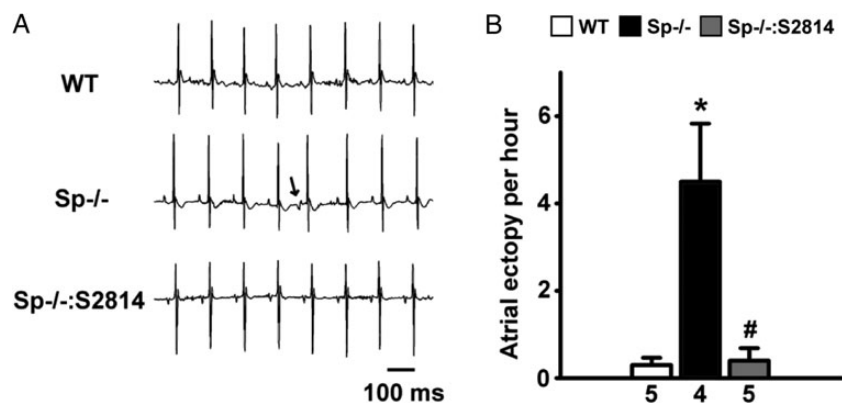 A
WT
Sp-/-
Sp-/-:S2814
100 ms
B
WT Sp-/- Sp-/-:S2814
Atrial ectopy per hour
6
4
2
0
*
#
5 4 5